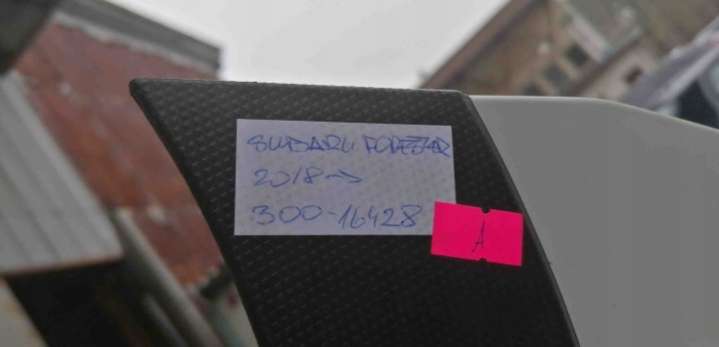 SUBARU FORESTER
2018->
300-16428
A